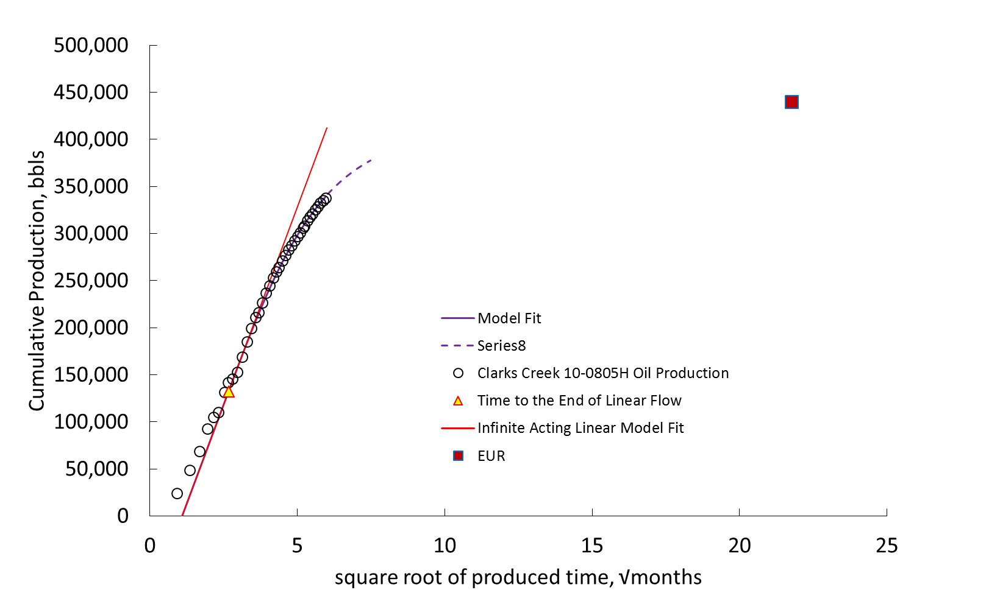 500,000
450,000
400,000
350,000
300,000
250,000
200,000
150,000
100,000
50,000
0
Cumulative Production, bbls
0 5 10 15 20 25
square root of produced time, √months
Model Fit
Series8
Clarks Creek 10-0805H Oil Production
Time to the End of Linear Flow
Infinite Acting Linear Model Fit
EUR